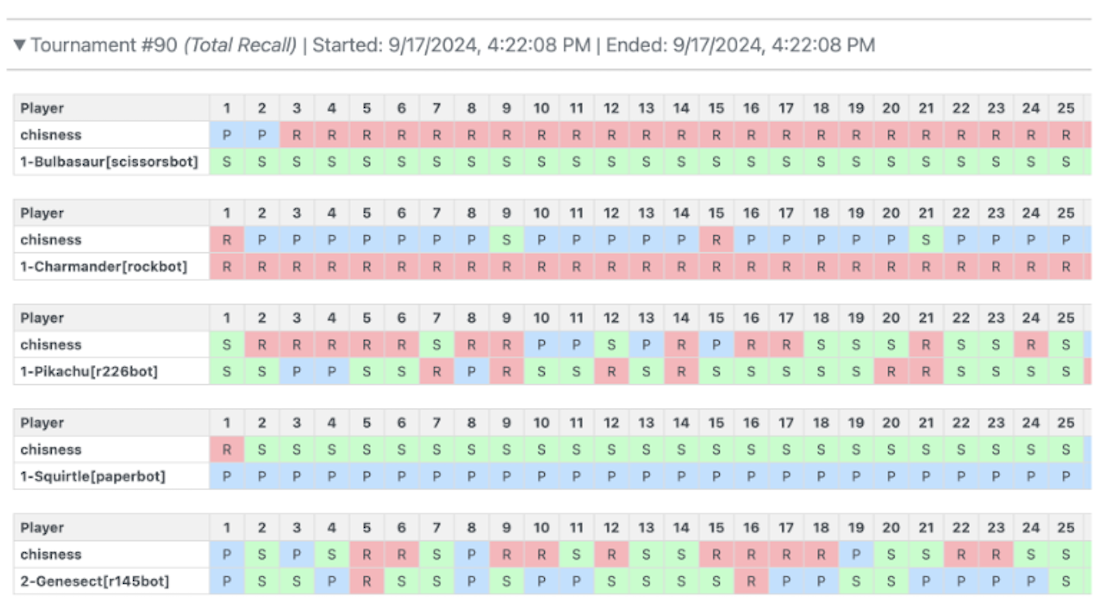 ▼ Tournament #90 (Total Recall) | Started: 9/17/2024, 4:22:08 PM | Ended: 9/17/2024, 4:22:08 PM
Player 1 2 3 4 5 6 7 8 9 10 11 12 13 14 15 16 17 18 19 20 21 22 23 24 25
chisness P P R R R R R R R R R R R R R R R R R R R R R R R
1-Bulbasaur[scissorsbot] S S S S S S S S S S S S S S S S S S S S S S S S S
Player 1 2 3 4 5 6 7 8 9 10 11 12 13 14 15 16 17 18 19 20 21 22 23 24 25
chisness R P P P P P P P S P P P P P R P P P P P S P P P P
1-Charmander[rockbot] R R R R R R R R R R R R R R R R R R R R R R R R R
Player 1 2 3 4 5 6 7 8 9 10 11 12 13 14 15 16 17 18 19 20 21 22 23 24 25
chisness S R R R R R S R R P P S P R P R R S S S R S S R S
1-Pikachu[r226bot] S S P P S S R P R S S R S R S S S S S R R S S S S
Player 1 2 3 4 5 6 7 8 9 10 11 12 13 14 15 16 17 18 19 20 21 22 23 24 25
chisness R S S S S S S S S S S S S S S S S S S S S S S S S
1-Squirtle[paperbot] P P P P P P P P P P P P P P P P P P P P P P P P P
Player 1 2 3 4 5 6 7 8 9 10 11 12 13 14 15 16 17 18 19 20 21 22 23 24 25
chisness P S P S R R S P R R S R S S R R R R P S S R R S S
2-Genesect[r145bot] P S S P R S S P S P P S S S S R P P S S P P P P S